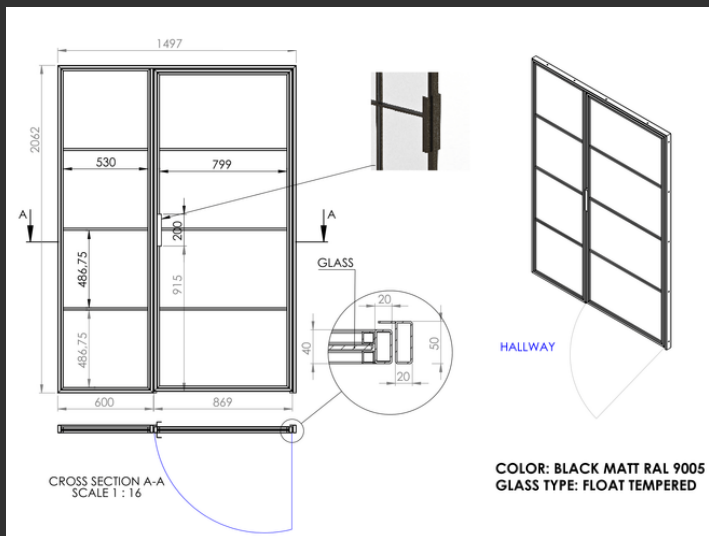 1497
2062
530
799
A
A
200
486,75
915
486,75
GLASS
20
40
50
20
600
869
HALLWAY
CROSS SECTION A-A
SCALE 1 : 16
COLOR: BLACK MATT RAL 9005
GLASS TYPE: FLOAT TEMPERED